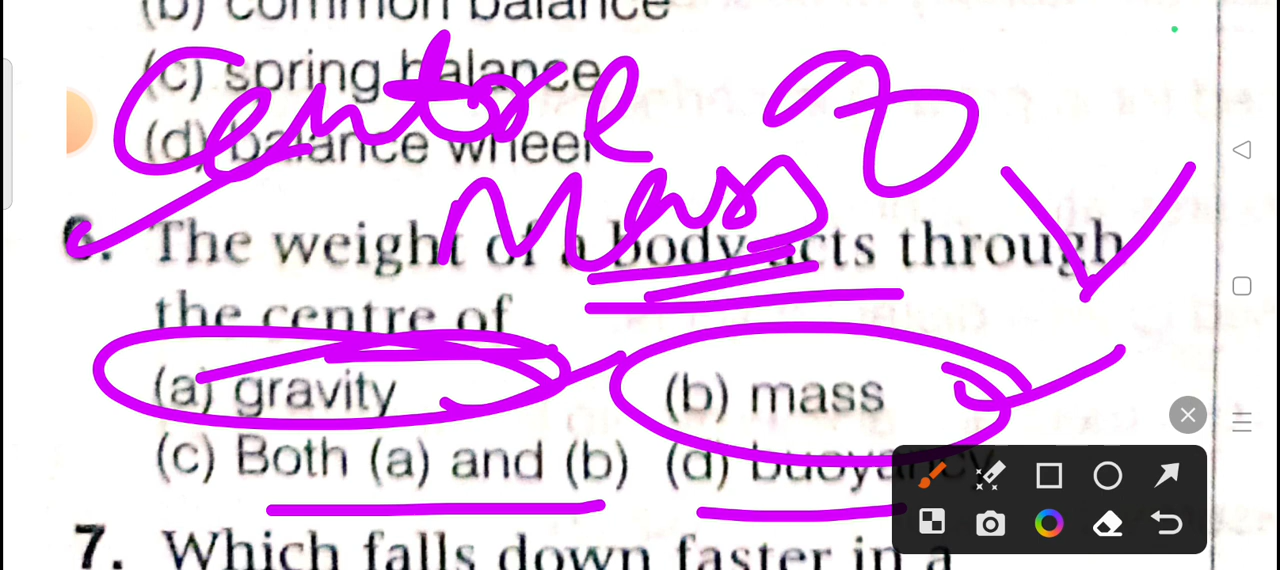 (b) common balance
(c) spring balance
(d) balance wheel
Centre of
Mass
6. The weight of a body acts through
the centre of
(a) gravity (b) mass
(c) Both (a) and (b) (d) buoyancy
7. Which falls down faster in a